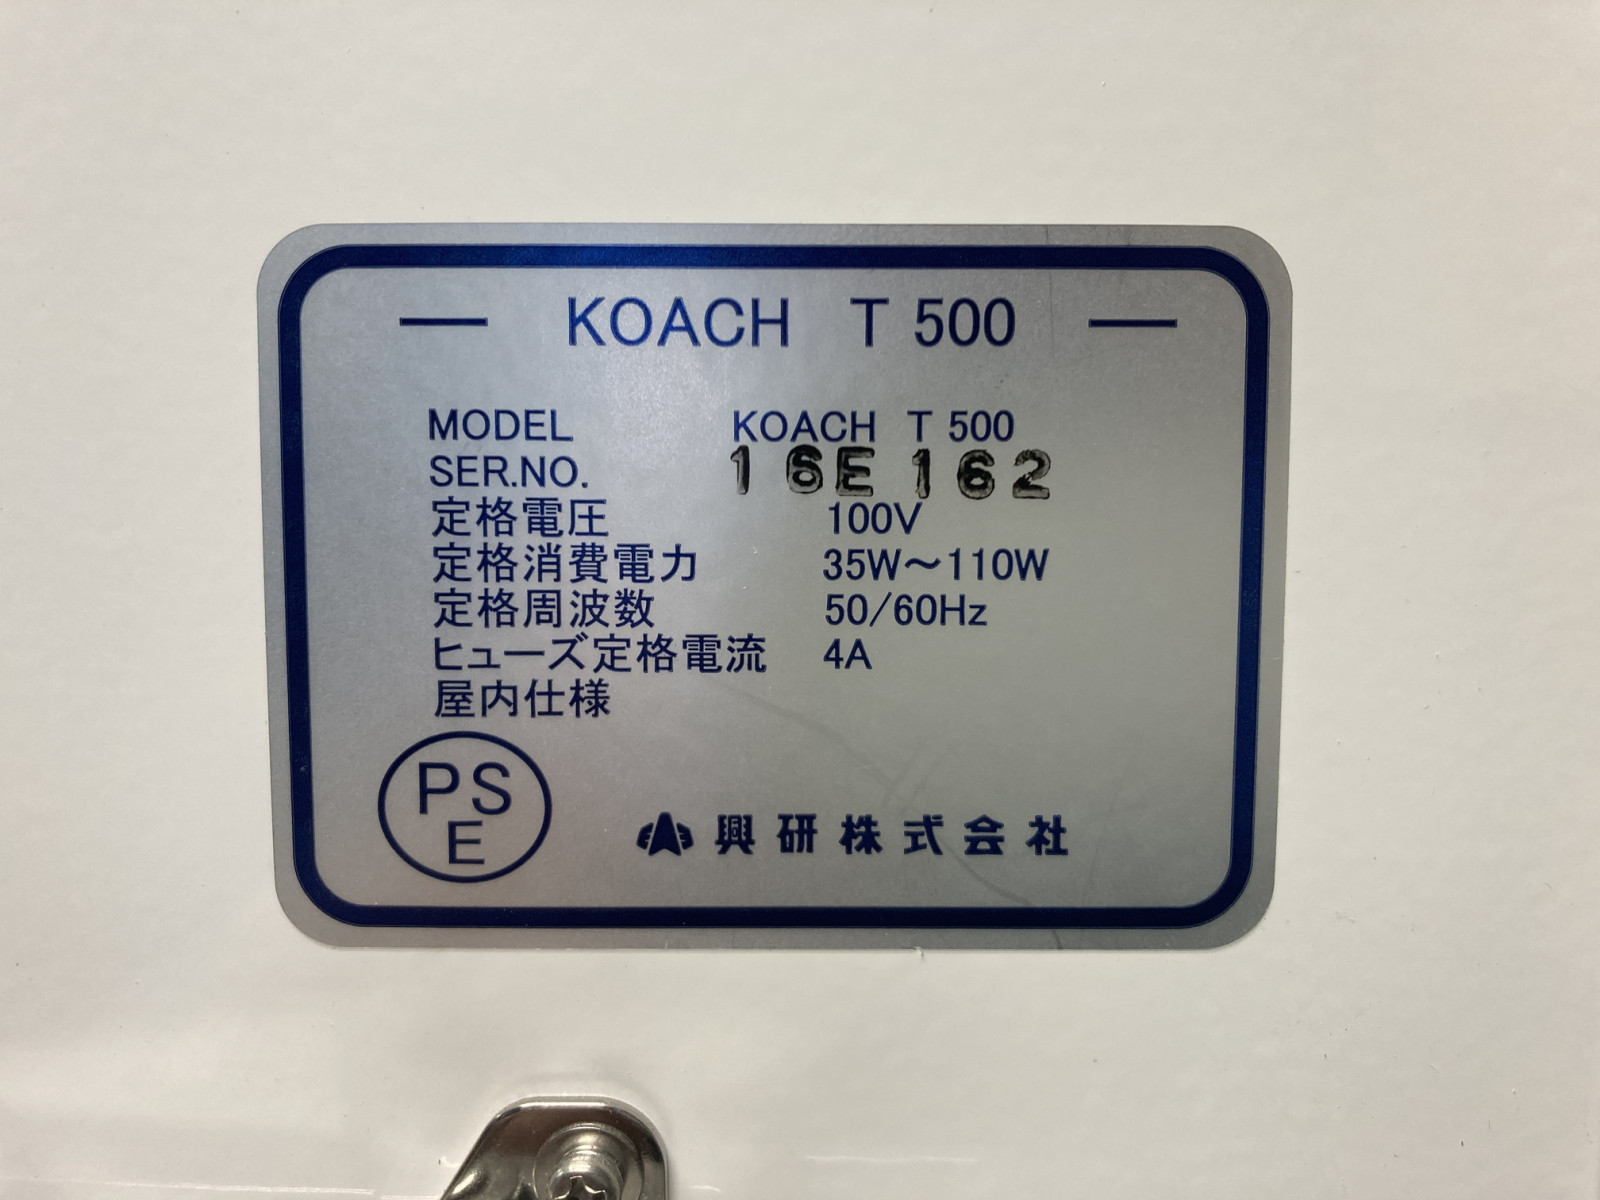 KOACH T 500
MODEL KOACH T 500
SER.NO. 16E 162
定格電圧 100V
定格消費電力 35W～110W
定格周波数 50/60Hz
ヒューズ定格電流 4A
屋内仕様
PS
E
興研株式会社